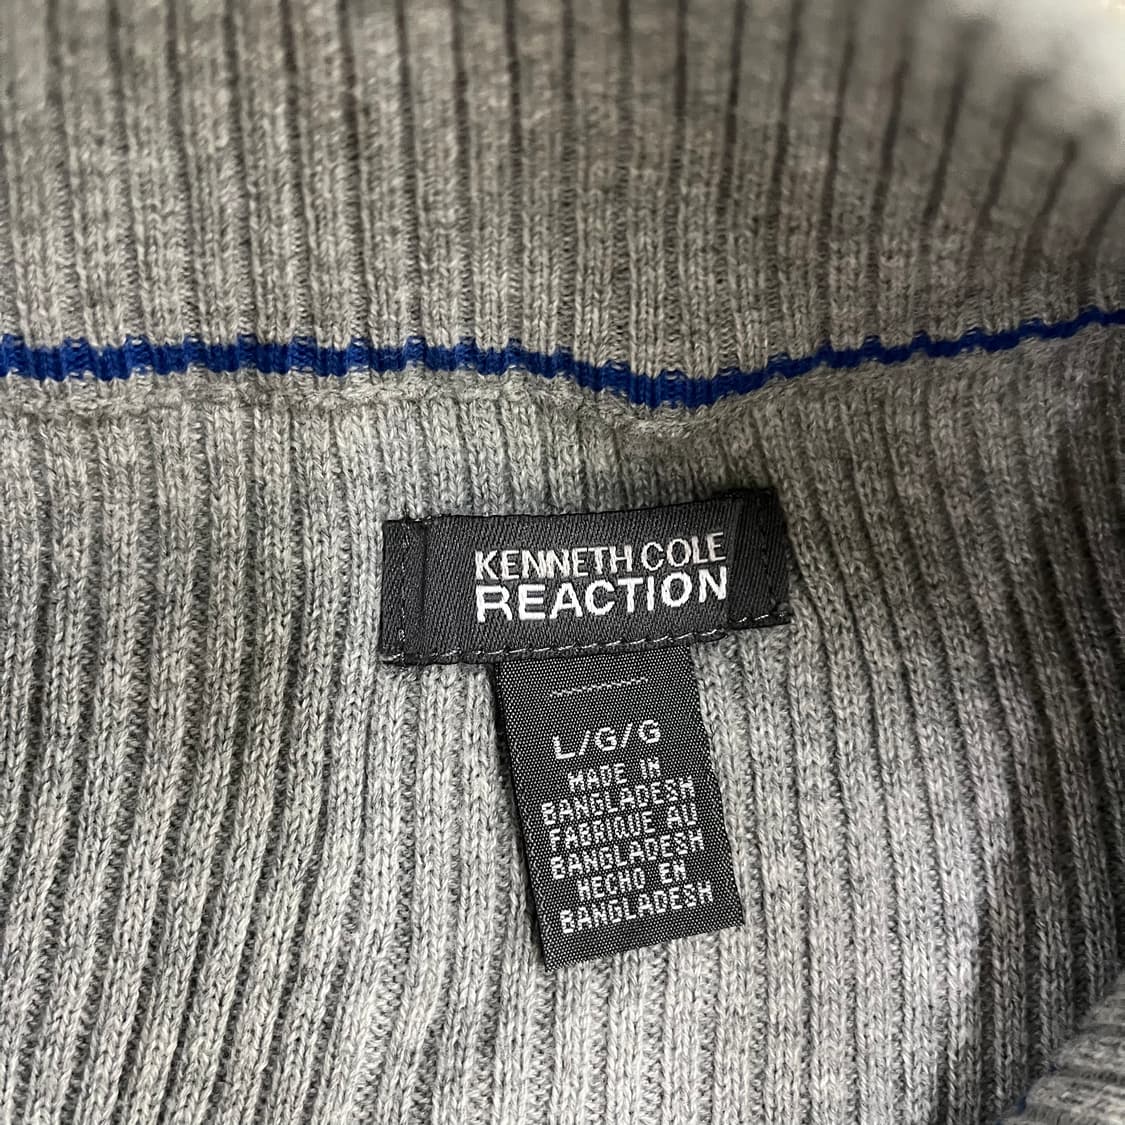 KENNETH COLE
REACTION
L/G/G
MADE IN
BANGLADESH
FABRIQUE AU
BANGLADESH
HECHO EN
BANGLADESH